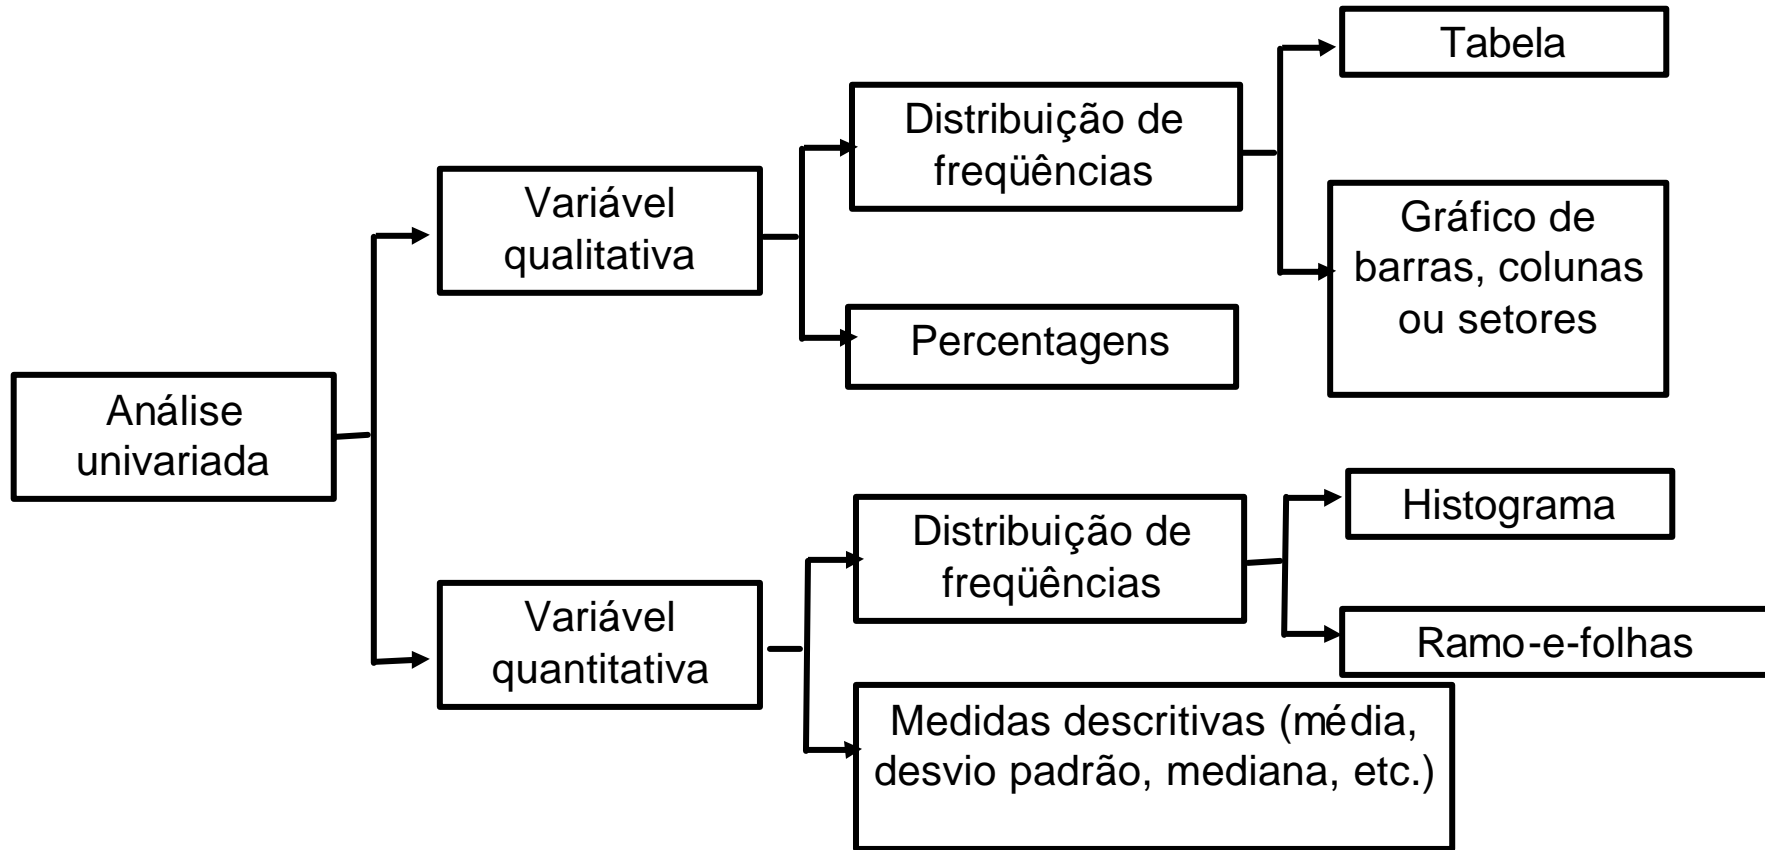 Análise
univariada
Variável
qualitativa
Distribuição de
freqüências
Tabela
Gráfico de
barras, colunas
ou setores
Percentagens
Variável
quantitativa
Distribuição de
freqüências
Histograma
Ramo-e-folhas
Medidas descritivas (média,
desvio padrão, mediana, etc.)